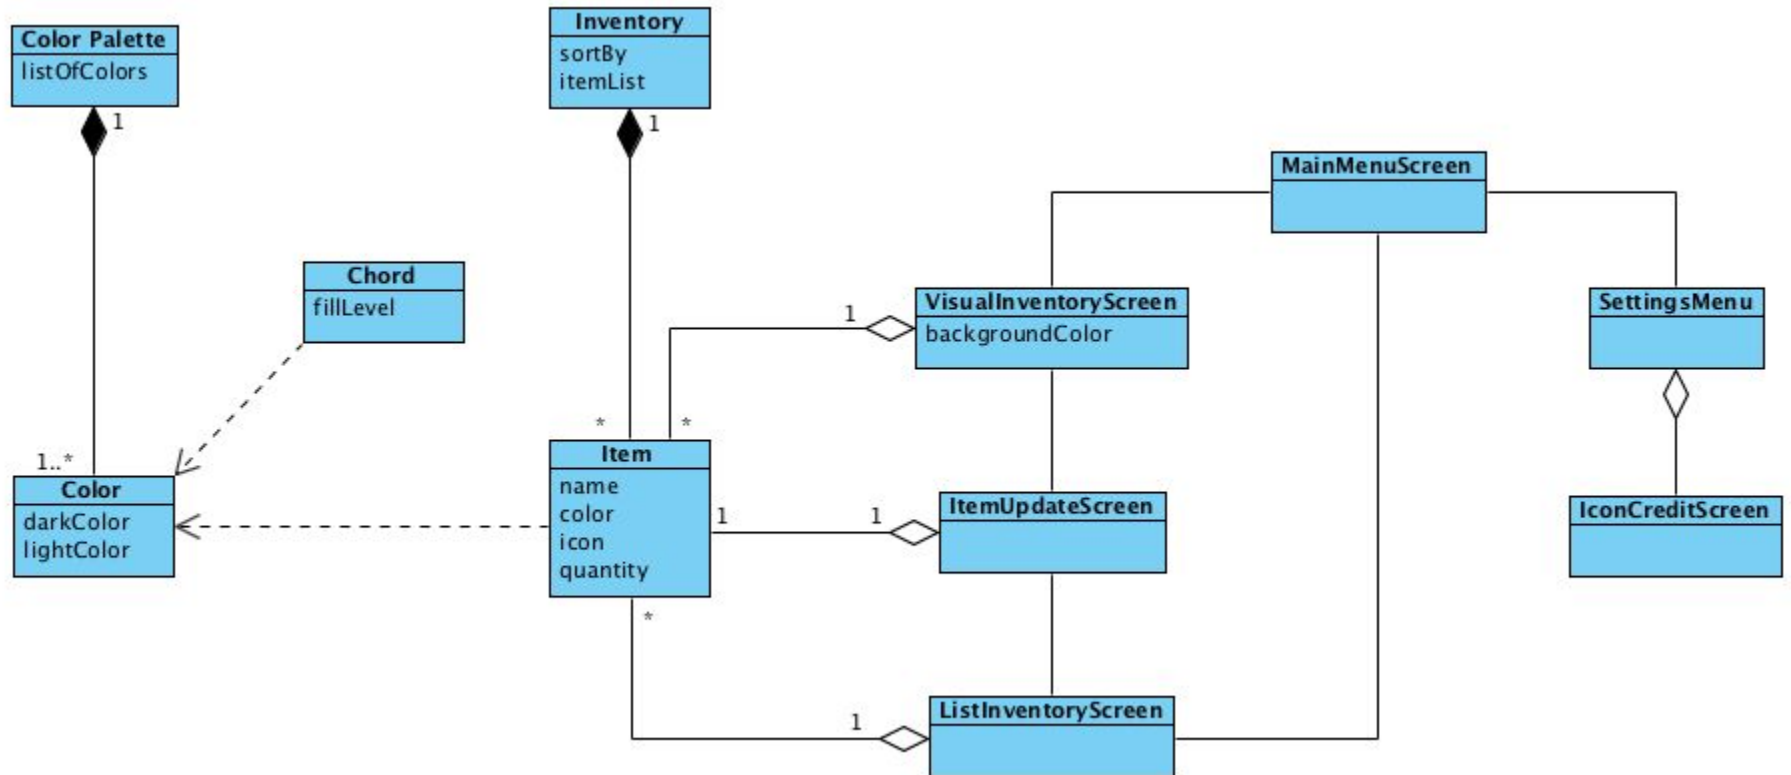 Color Palette
listOfColors
1
1..*
Color
darkColor
lightColor
Chord
fillLevel
Inventory
sortBy
itemList
1
*
*
Item
name
color
icon
quantity
1
*
1
1
1
VisualInventoryScreen
backgroundColor
ItemUpdateScreen
ListInventoryScreen
MainMenuScreen
SettingsMenu
IconCreditScreen